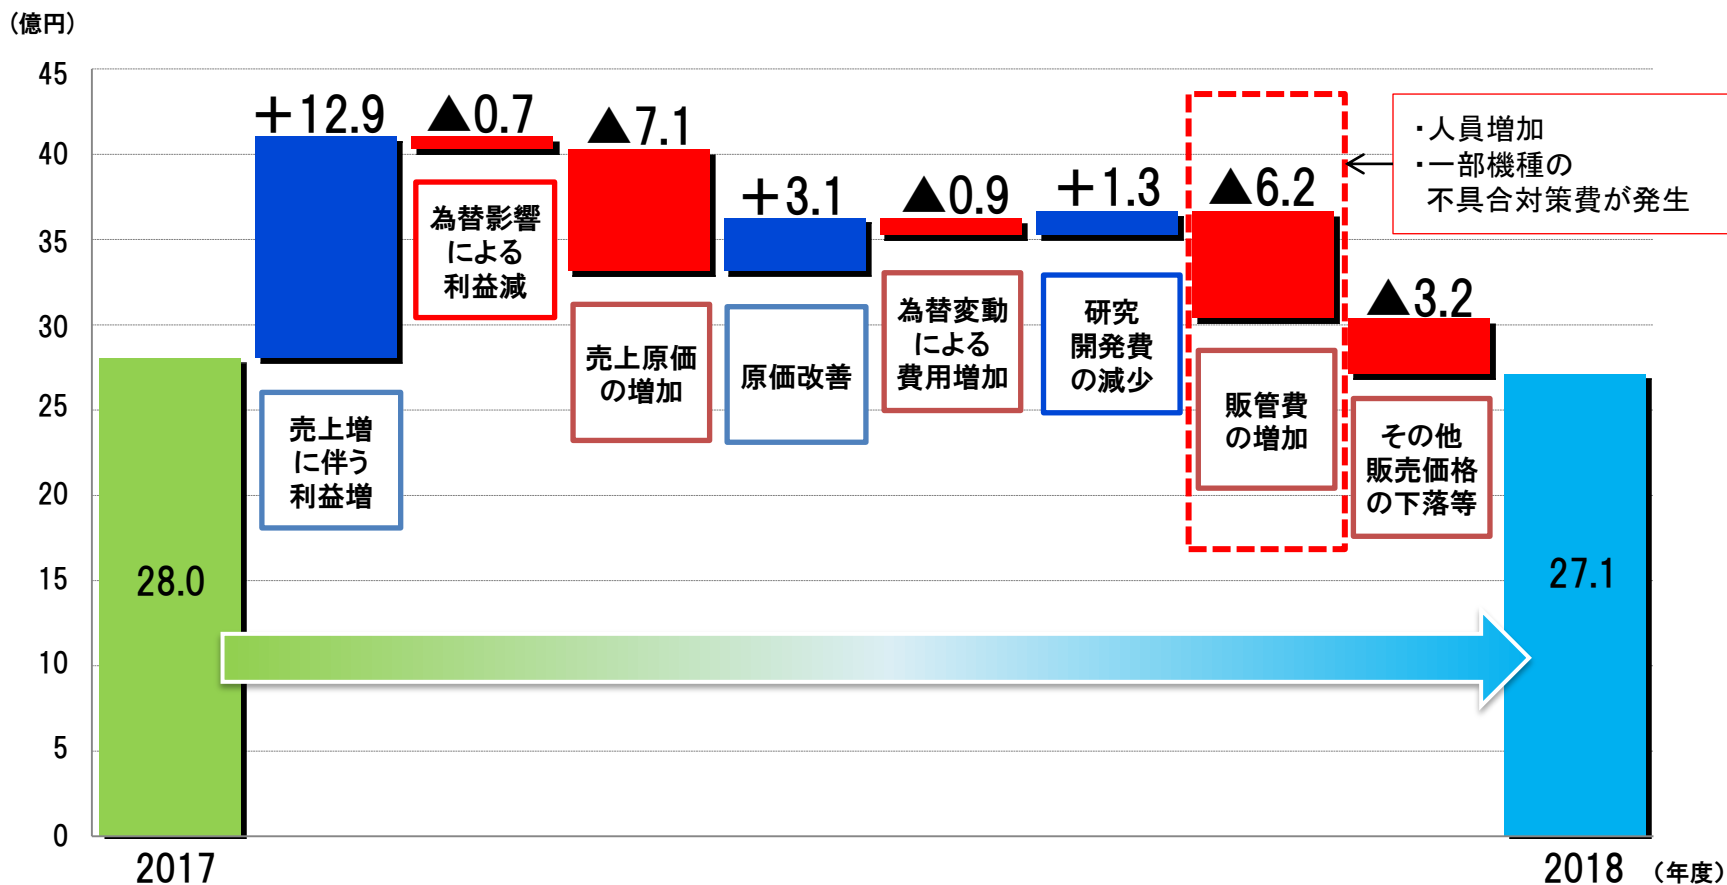 (億円)
45
40
35
30
25
20
15
10
5
0
28.0
+12.9
売上増
に伴う
利益増
▲0.7
為替影響
による
利益減
▲7.1
売上原価
の増加
+3.1
原価改善
▲0.9
為替変動
による
費用増加
+1.3
研究
開発費
の減少
▲6.2
販管費
の増加
・人員増加
・一部機種の
不具合対策費が発生
▲3.2
その他
販売価格
の下落等
27.1
2017
2018
(年度)